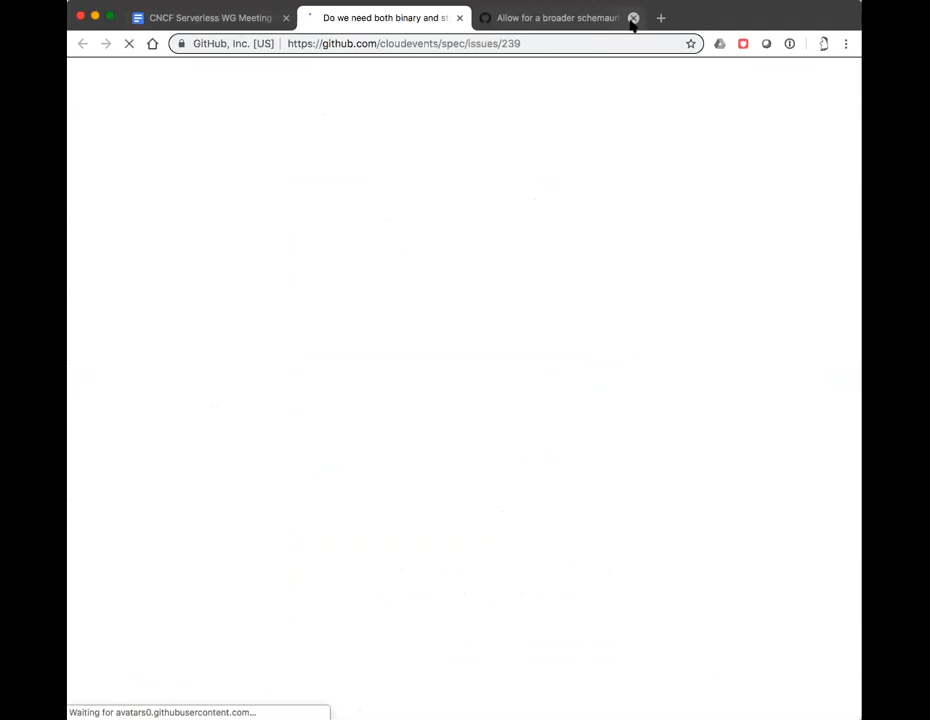 CNCF Serverless WG Meeting
Do we need both binary and st
Allow for a broader schemaurl
GitHub, Inc. [US]
https://github.com/cloudevents/spec/issues/239
Waiting for avatars0.githubusercontent.com...